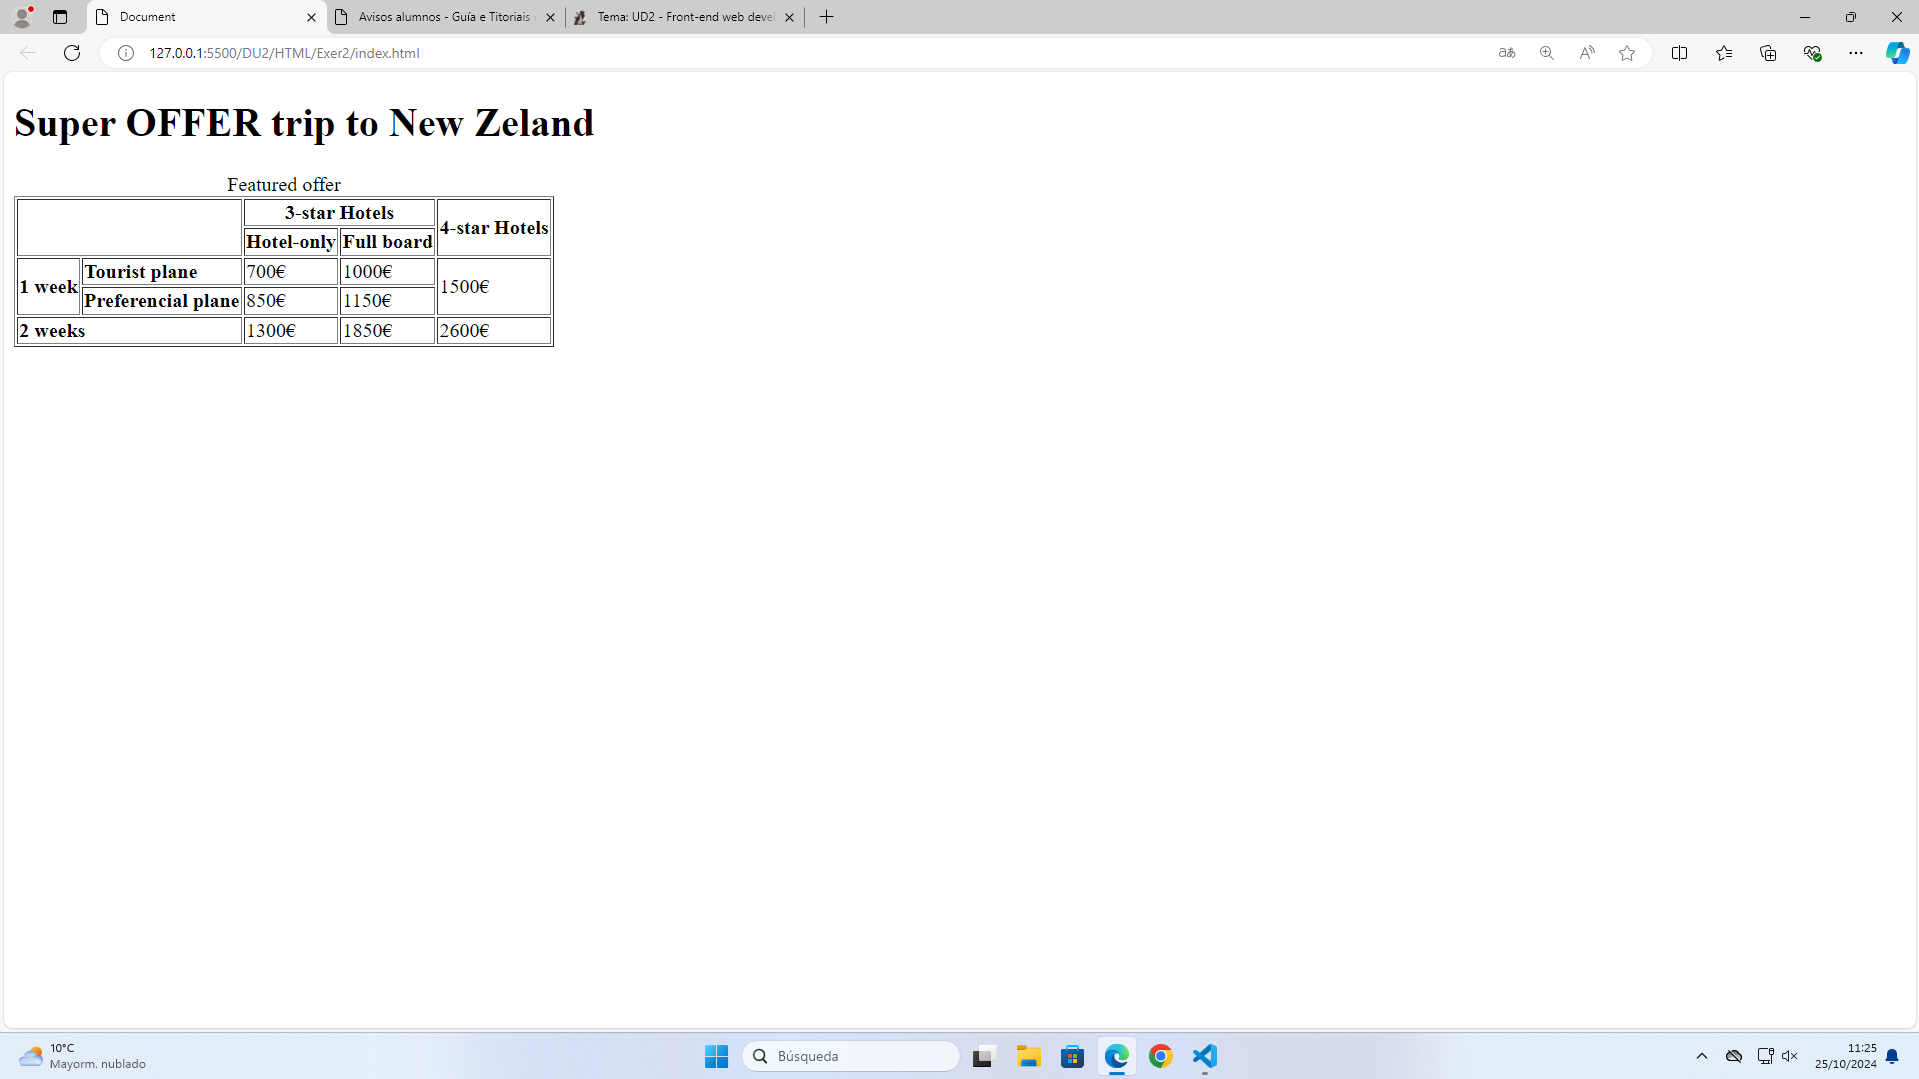 Document
Avisos alumnos - Guía e Titoriais
Tema: UD2 - Front-end web devel
127.0.0.1:5500/DU2/HTML/Exer2/index.html
Super OFFER trip to New Zeland
Featured offer
3-star Hotels
4-star Hotels
Hotel-only Full board
1 week
Tourist plane 700€ 1000€
1500€
Preferencial plane 850€ 1150€
2 weeks 1300€ 1850€ 2600€
10°C
Mayorm. nublado
Búsqueda
11:25
25/10/2024